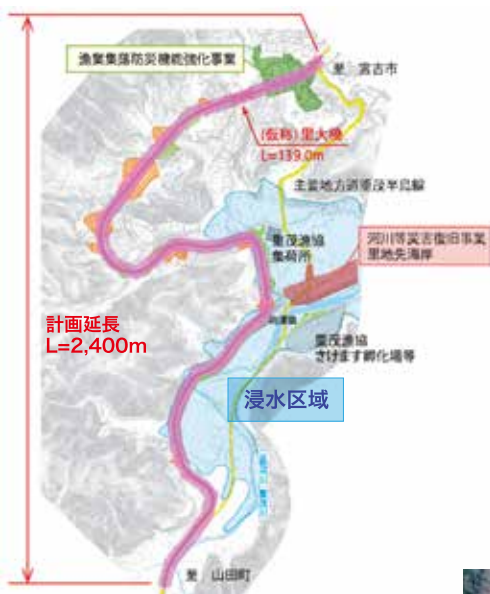 漁業集落防災機能強化事業
至 宮古市
(仮称)里大橋
L=139.0m
主要地方道重茂半島線
重茂漁協
集荷所
河川等災害復旧事業
里地先海岸
計画延長
L=2,400m
重茂漁協
さけます孵化場等
浸水区域
至 山田町